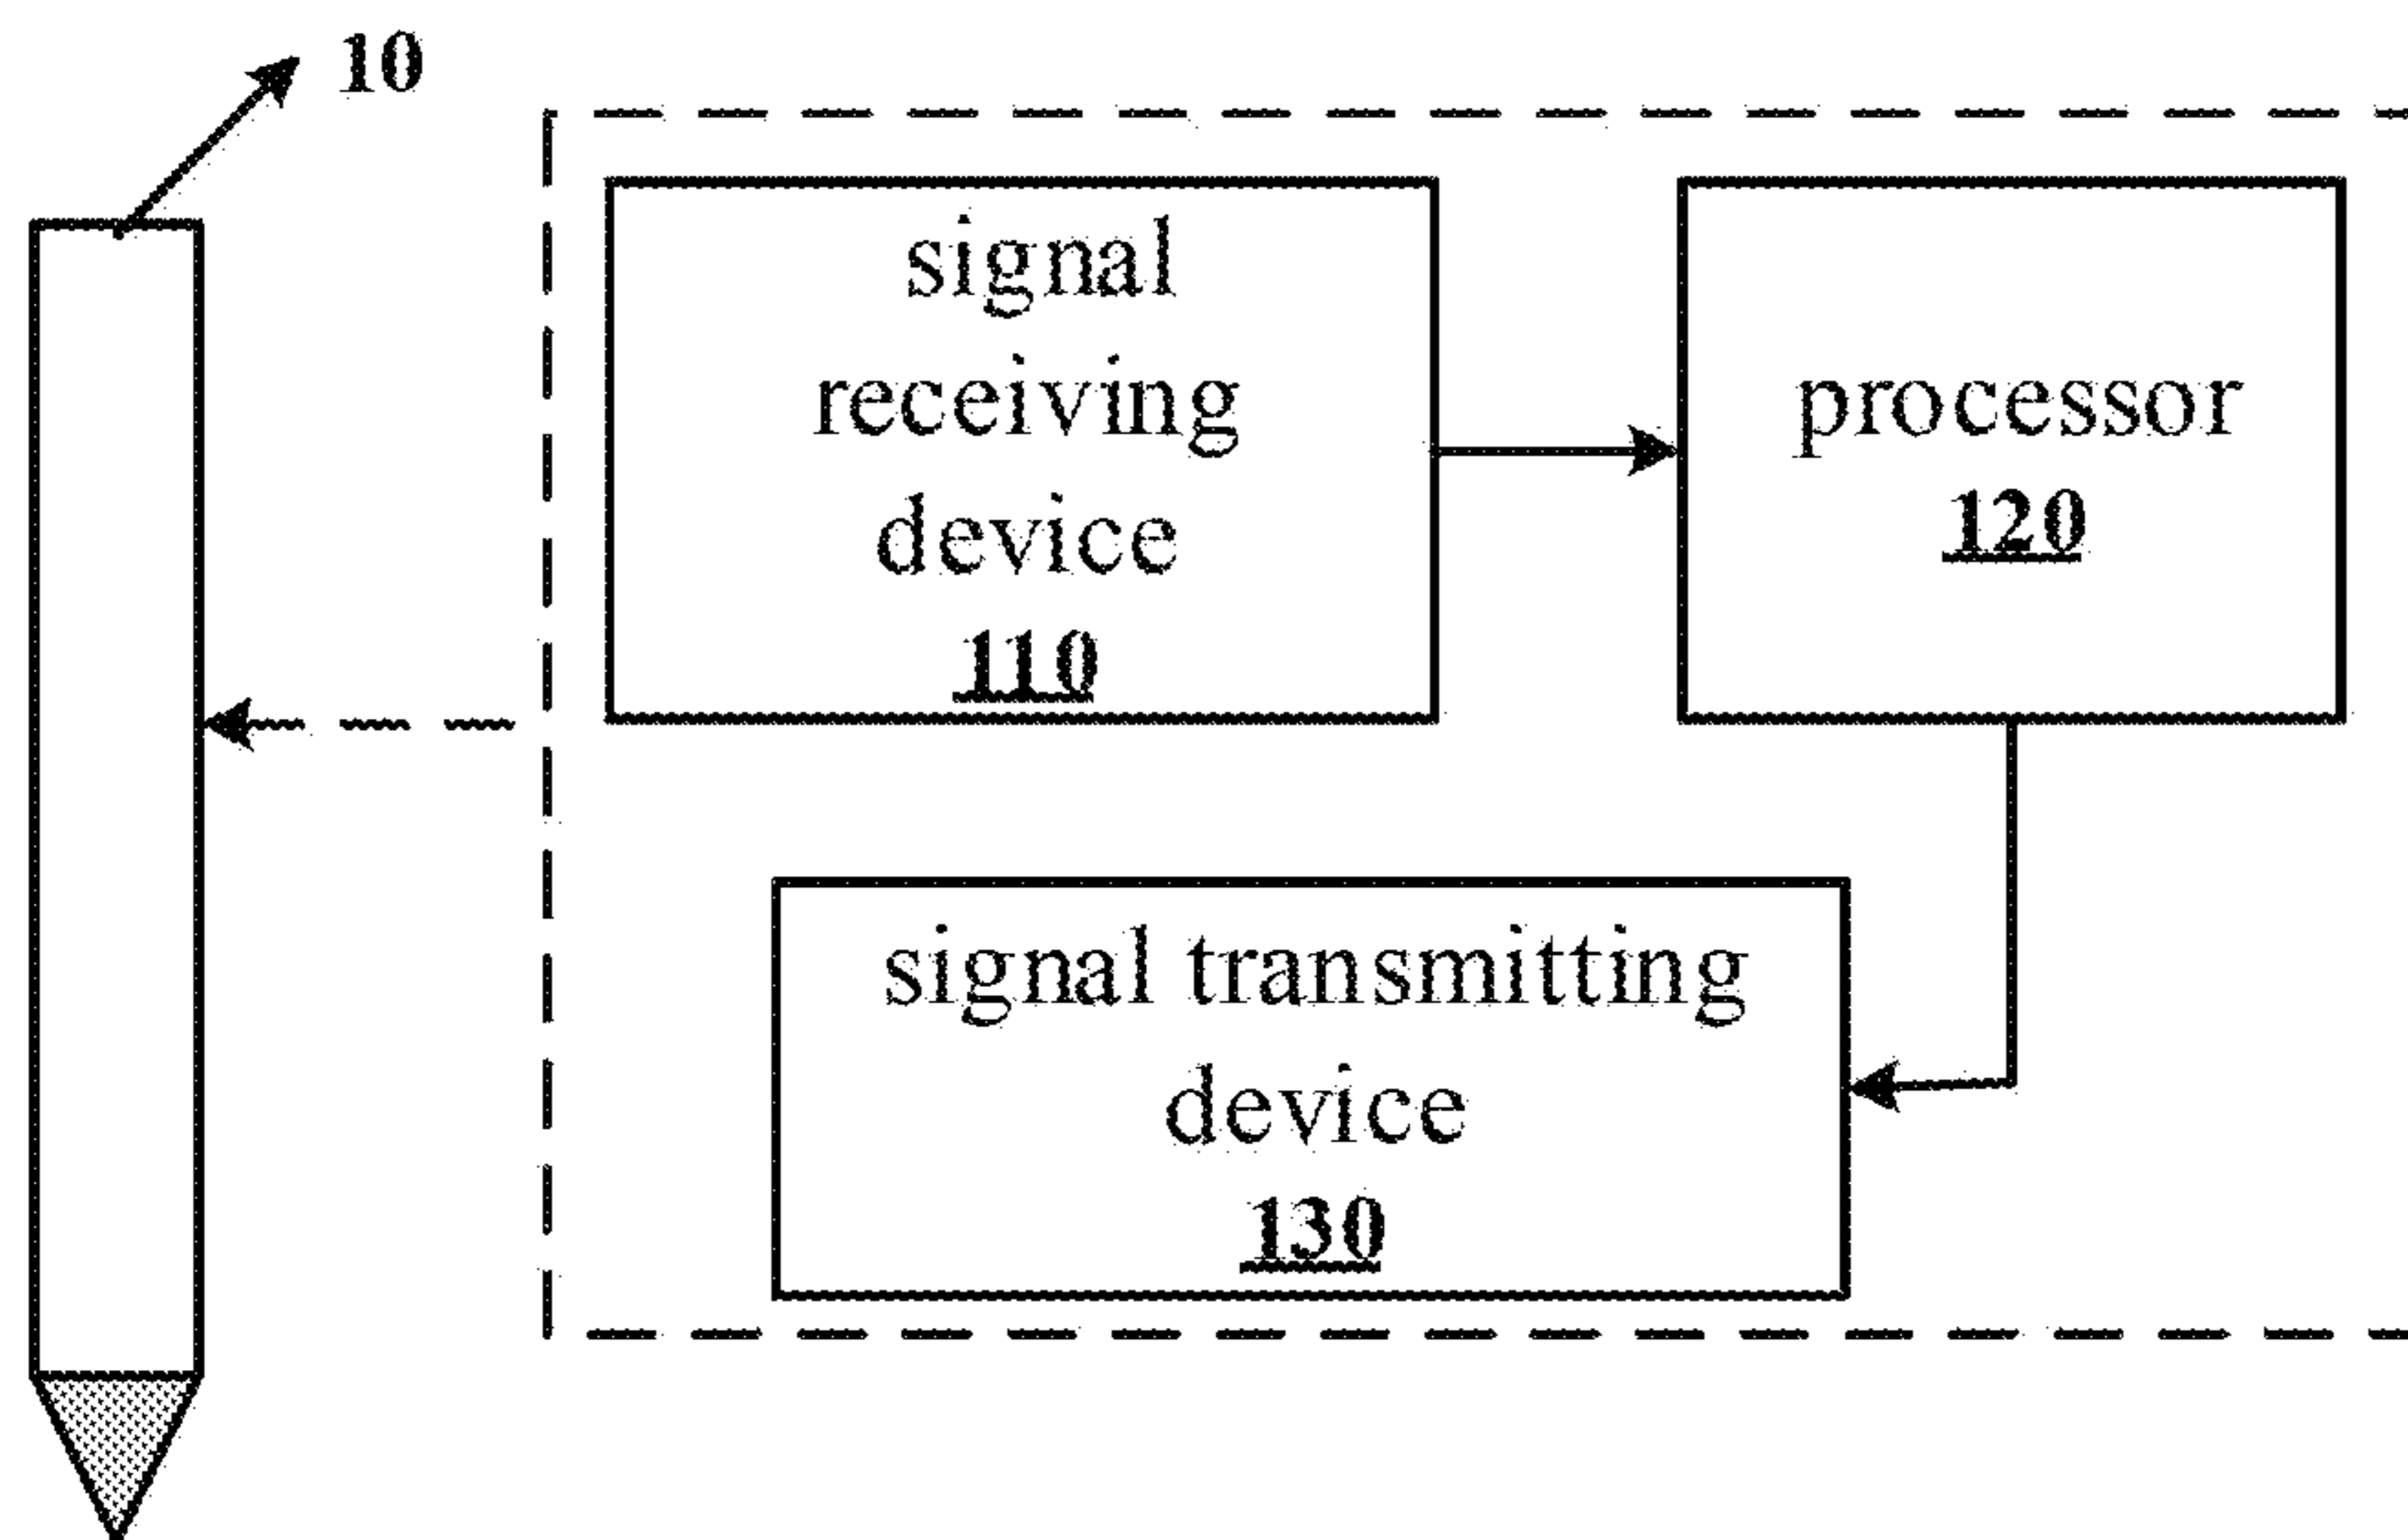 10
signal
receiving
device
110
processor
120
signal transmitting
device
130